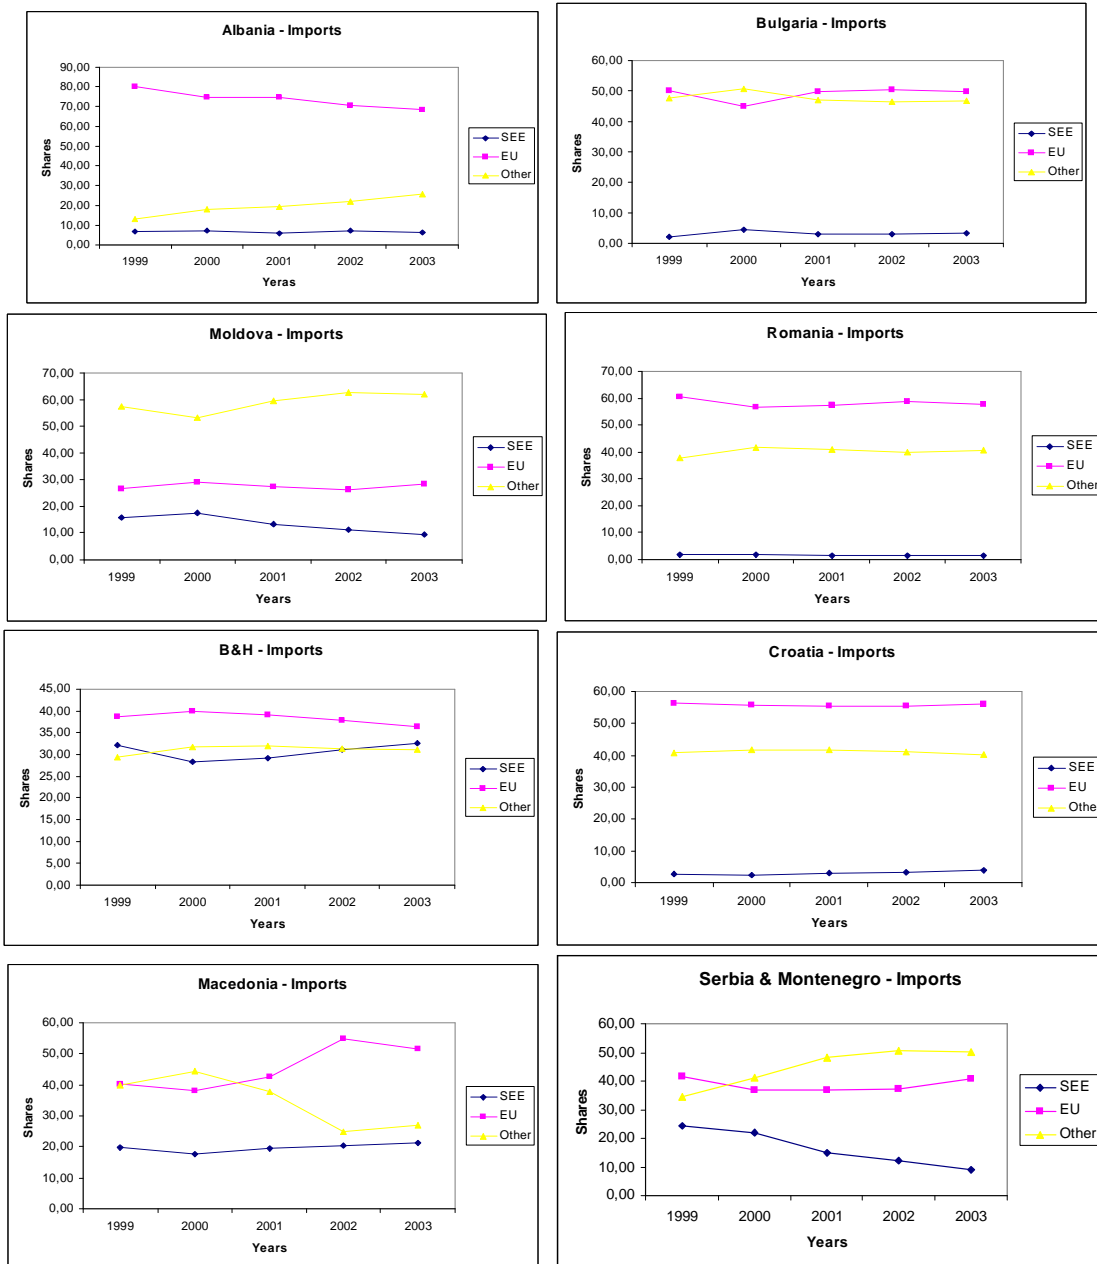 Albania - Imports
90,00
80,00
70,00
60,00
50,00
40,00
30,00
20,00
10,00
0,00
Shares
1999 2000 2001 2002 2003
Yeras
SEE
EU
Other
Bulgaria - Imports
60,00
50,00
40,00
30,00
20,00
10,00
0,00
Shares
1999 2000 2001 2002 2003
Years
SEE
EU
Other
Moldova - Imports
70,00
60,00
50,00
40,00
30,00
20,00
10,00
0,00
Shares
1999 2000 2001 2002 2003
Years
SEE
EU
Other
Romania - Imports
70,00
60,00
50,00
40,00
30,00
20,00
10,00
0,00
Shares
1999 2000 2001 2002 2003
Years
SEE
EU
Other
B&H - Imports
45,00
40,00
35,00
30,00
25,00
20,00
15,00
10,00
5,00
0,00
Shares
1999 2000 2001 2002 2003
Years
SEE
EU
Other
Croatia - Imports
60,00
50,00
40,00
30,00
20,00
10,00
0,00
Shares
1999 2000 2001 2002 2003
Years
SEE
EU
Other
Macedonia - Imports
60,00
50,00
40,00
30,00
20,00
10,00
0,00
Shares
1999 2000 2001 2002 2003
Years
SEE
EU
Other
Serbia & Montenegro - Imports
60,00
50,00
40,00
30,00
20,00
10,00
0,00
Shares
1999 2000 2001 2002 2003
Years
SEE
EU
Other